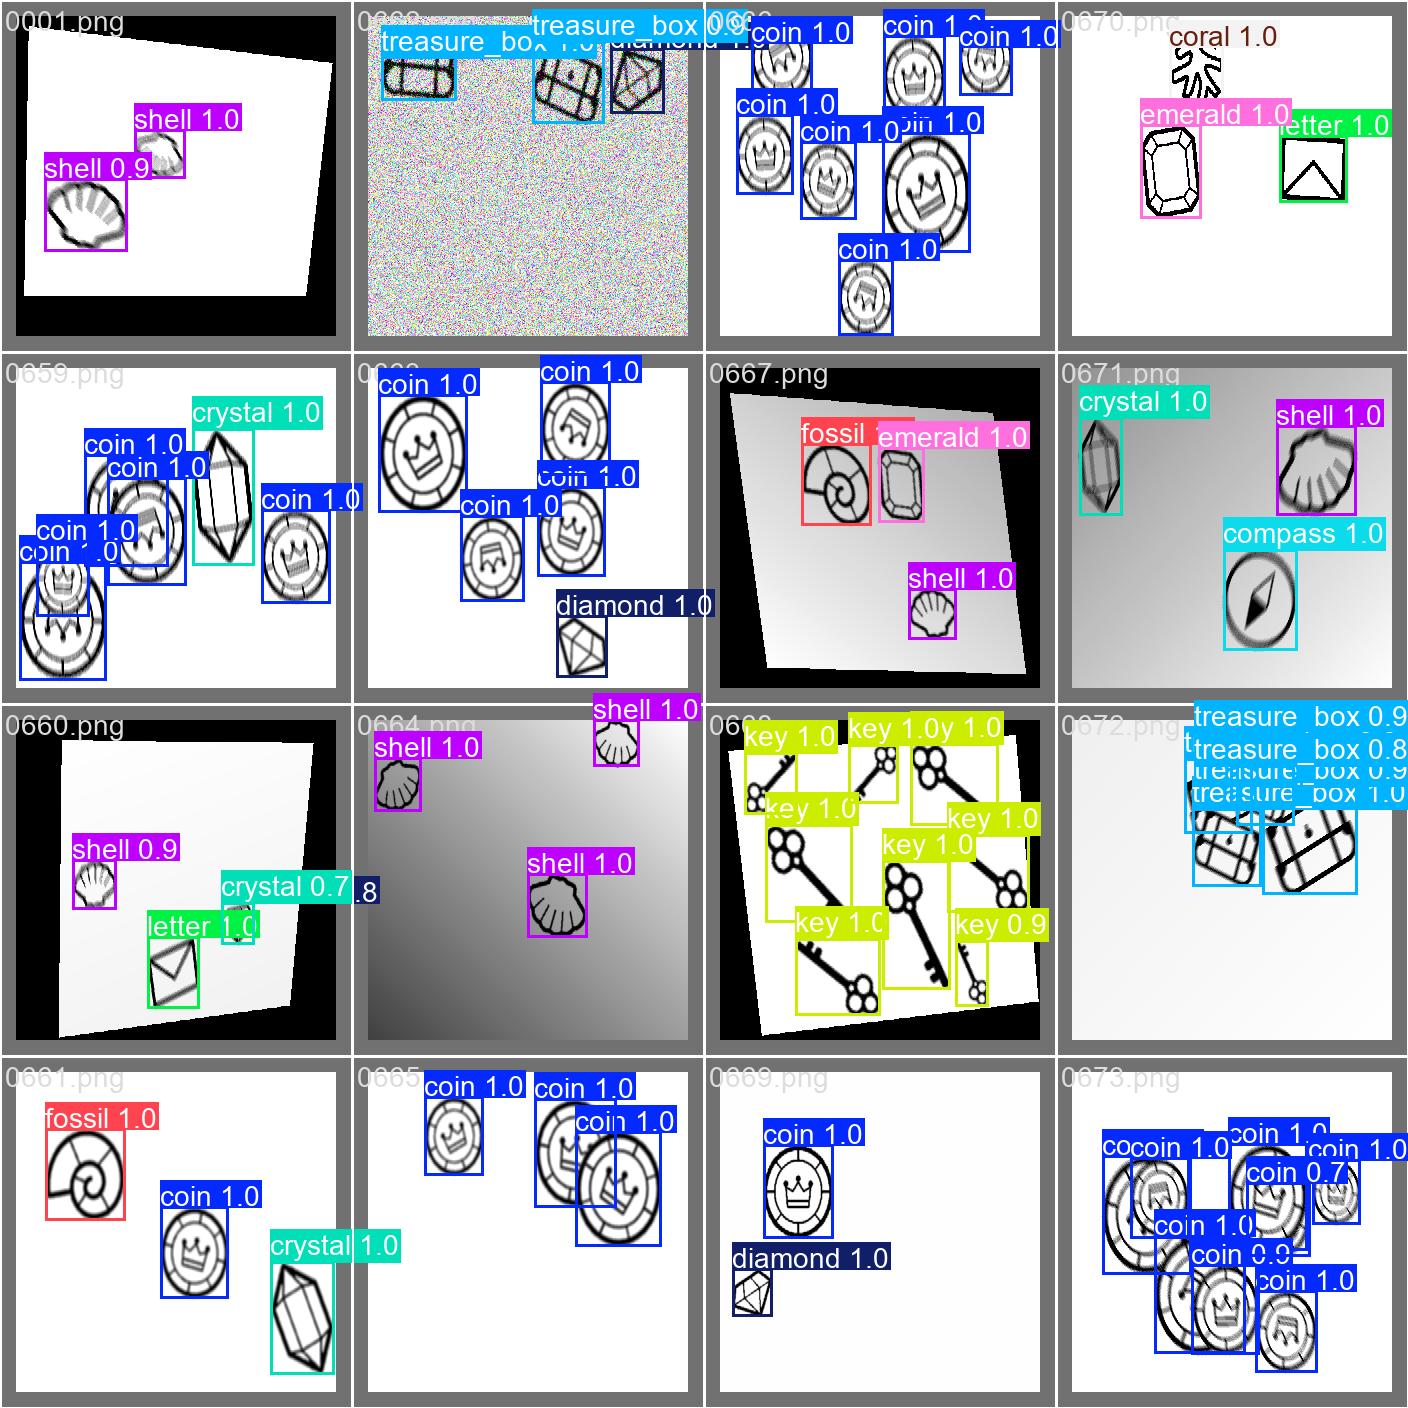 0001.png
shell 1.0
shell 0.9
treasure_box 1.0
treasure_box 0.9
diamond 1.0
coin 1.0
coin 1.0
coin 1.0
coin 1.0
coin 1.0
coin 1.0
coin 1.0
0670.png
coral 1.0
emerald 1.0
letter 1.0
0659.png
crystal 1.0
coin 1.0
coin 1.0
coin 1.0
coin 1.0
coin 1.0
coin 1.0
coin 1.0
coin 1.0
coin 1.0
diamond 1.0
0667.png
fossil
emerald 1.0
shell 1.0
0671.png
crystal 1.0
shell 1.0
compass 1.0
0660.png
shell 0.9
crystal 0.7
.8
letter 1.0
0664.png
shell 1.0
shell 1.0
shell 1.0
key 1.0
key 1.0
y 1.0
key 1.0
key 1.0
key 1.0
key 1.0
key 0.9
0672.png
treasure_box 0.9
treasure_box 0.8
treasure_box 0.9
treasure_box 1.0
0661.png
fossil 1.0
coin 1.0
crystal 1.0
0665
coin 1.0
coin 1.0
coin 1.0
0669.png
coin 1.0
diamond 1.0
0673.png
co
coin 1.0
coin 1.0
coin 1.0
coin 0.7
coin 1.0
coin 0.9
coin 1.0